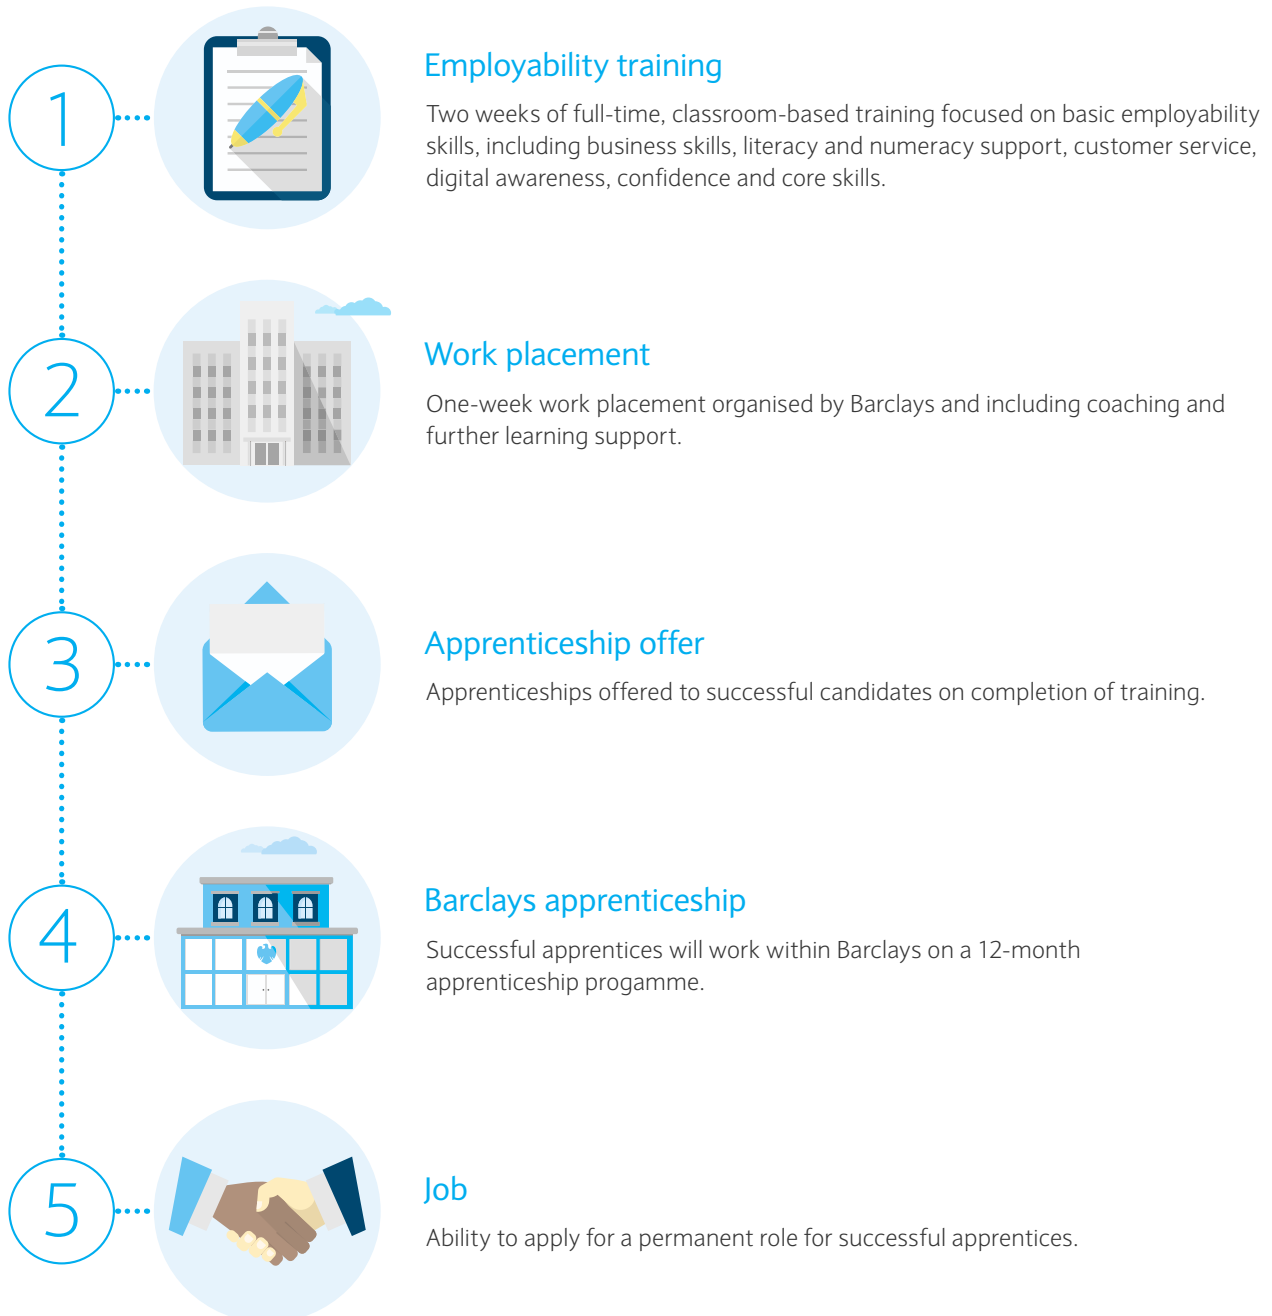 1
Employability training
Two weeks of full-time, classroom-based training focused on basic employability
skills, including business skills, literacy and numeracy support, customer service,
digital awareness, confidence and core skills.
2
Work placement
One-week work placement organised by Barclays and including coaching and
further learning support.
3
Apprenticeship offer
Apprenticeships offered to successful candidates on completion of training.
4
Barclays apprenticeship
Successful apprentices will work within Barclays on a 12-month
apprenticeship progamme.
5
Job
Ability to apply for a permanent role for successful apprentices.